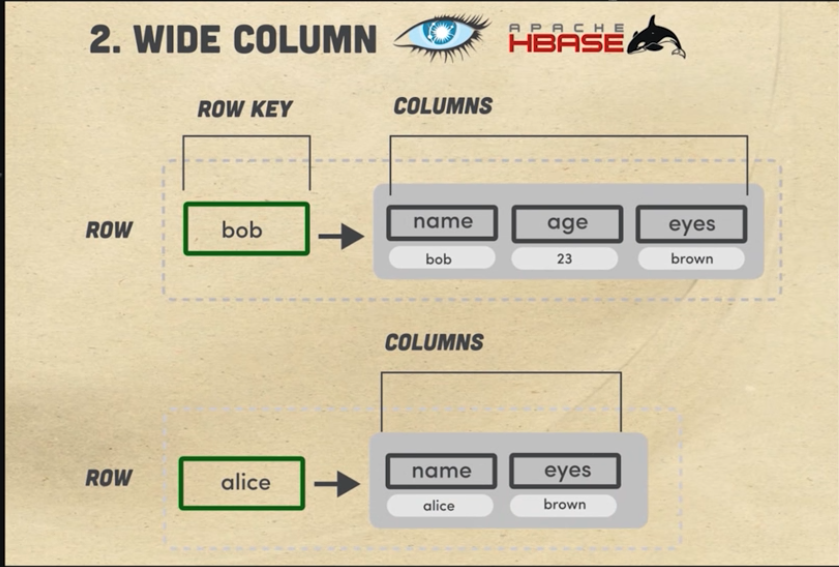 2. WIDE COLUMN
APACHE
HBASE
ROW KEY
COLUMNS
ROW
bob
name
age
eyes
bob
23
brown
COLUMNS
ROW
alice
name
eyes
alice
brown